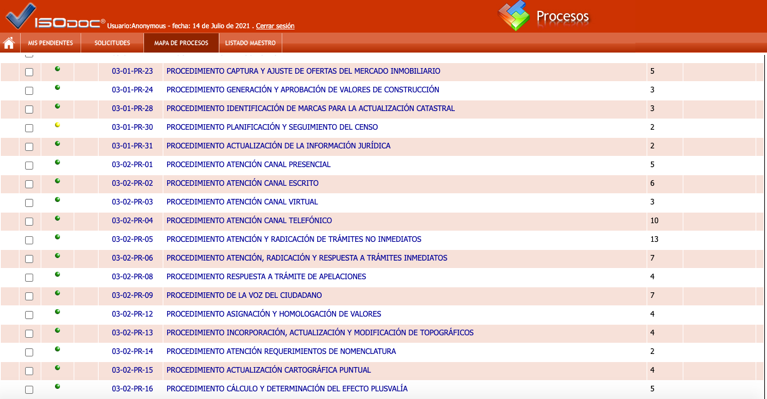 ISODOC® Usuario:Anonymous - fecha: 14 de Julio de 2021 . Cerrar sesión
Procesos
MIS PENDIENTES SOLICITUDES MAPA DE PROCESOS LISTADO MAESTRO
03-01-PR-23 PROCEDIMIENTO CAPTURA Y AJUSTE DE OFERTAS DEL MERCADO INMOBILIARIO 5
03-01-PR-24 PROCEDIMIENTO GENERACIÓN Y APROBACIÓN DE VALORES DE CONSTRUCCIÓN 3
03-01-PR-28 PROCEDIMIENTO IDENTIFICACIÓN DE MARCAS PARA LA ACTUALIZACIÓN CATASTRAL 3
03-01-PR-30 PROCEDIMIENTO PLANIFICACIÓN Y SEGUIMIENTO DEL CENSO 2
03-01-PR-31 PROCEDIMIENTO ACTUALIZACIÓN DE LA INFORMACIÓN JURÍDICA 2
03-02-PR-01 PROCEDIMIENTO ATENCIÓN CANAL PRESENCIAL 5
03-02-PR-02 PROCEDIMIENTO ATENCIÓN CANAL ESCRITO 6
03-02-PR-03 PROCEDIMIENTO ATENCIÓN CANAL VIRTUAL 3
03-02-PR-04 PROCEDIMIENTO ATENCIÓN CANAL TELEFÓNICO 10
03-02-PR-05 PROCEDIMIENTO ATENCIÓN Y RADICACIÓN DE TRÁMITES NO INMEDIATOS 13
03-02-PR-06 PROCEDIMIENTO ATENCIÓN, RADICACIÓN Y RESPUESTA A TRÁMITES INMEDIATOS 7
03-02-PR-08 PROCEDIMIENTO RESPUESTA A TRÁMITE DE APELACIONES 4
03-02-PR-09 PROCEDIMIENTO DE LA VOZ DEL CIUDADANO 7
03-02-PR-12 PROCEDIMIENTO ASIGNACIÓN Y HOMOLOGACIÓN DE VALORES 4
03-02-PR-13 PROCEDIMIENTO INCORPORACIÓN, ACTUALIZACIÓN Y MODIFICACIÓN DE TOPOGRÁFICOS 4
03-02-PR-14 PROCEDIMIENTO ATENCIÓN REQUERIMIENTOS DE NOMENCLATURA 2
03-02-PR-15 PROCEDIMIENTO ACTUALIZACIÓN CARTOGRÁFICA PUNTUAL 4
03-02-PR-16 PROCEDIMIENTO CÁLCULO Y DETERMINACIÓN DEL EFECTO PLUSVALÍA 5